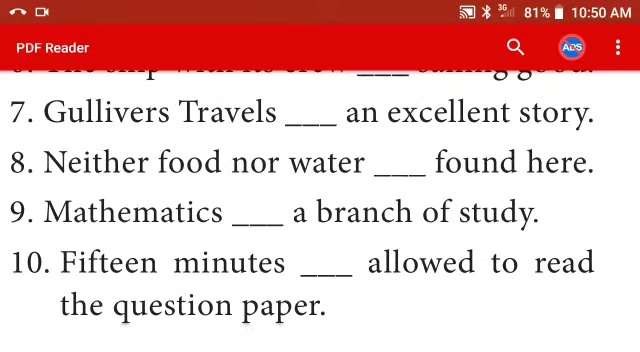 3G 81% 10:50 AM
PDF Reader ADS
7. Gullivers Travels ___ an excellent story.
8. Neither food nor water ___ found here.
9. Mathematics ___ a branch of study.
10. Fifteen minutes ___ allowed to read
the question paper.